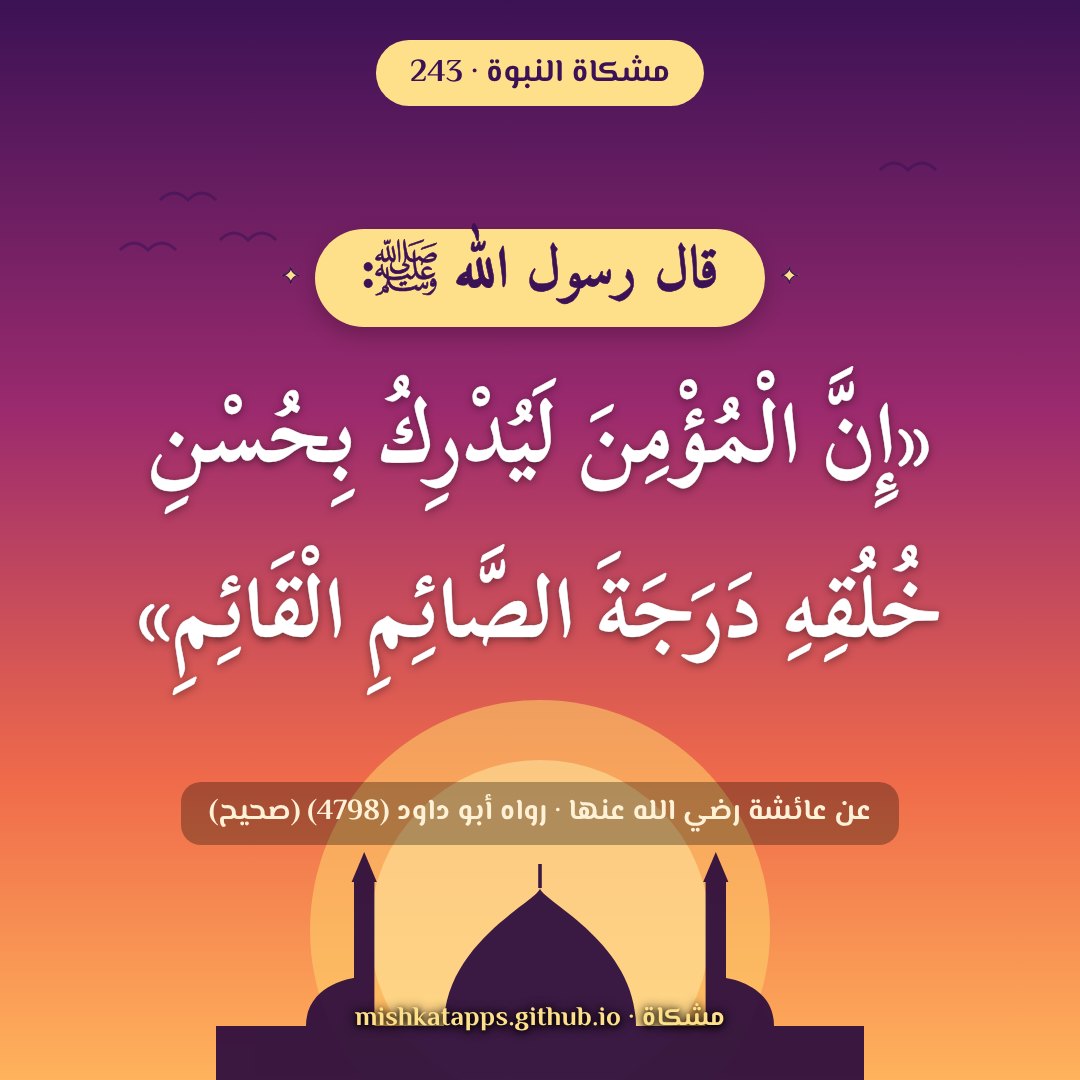 مشكاة النبوة · 243
قال رسول الله ﷺ:
«إِنَّ الْمُؤْمِنَ لَيُدْرِكُ بِحُسْنِ
خُلُقِهِ دَرَجَةَ الصَّائِمِ الْقَائِمِ»
عن عائشة رضي الله عنها · رواه أبو داود (4798) (صحيح)
مشكاة · mishkatapps.github.io